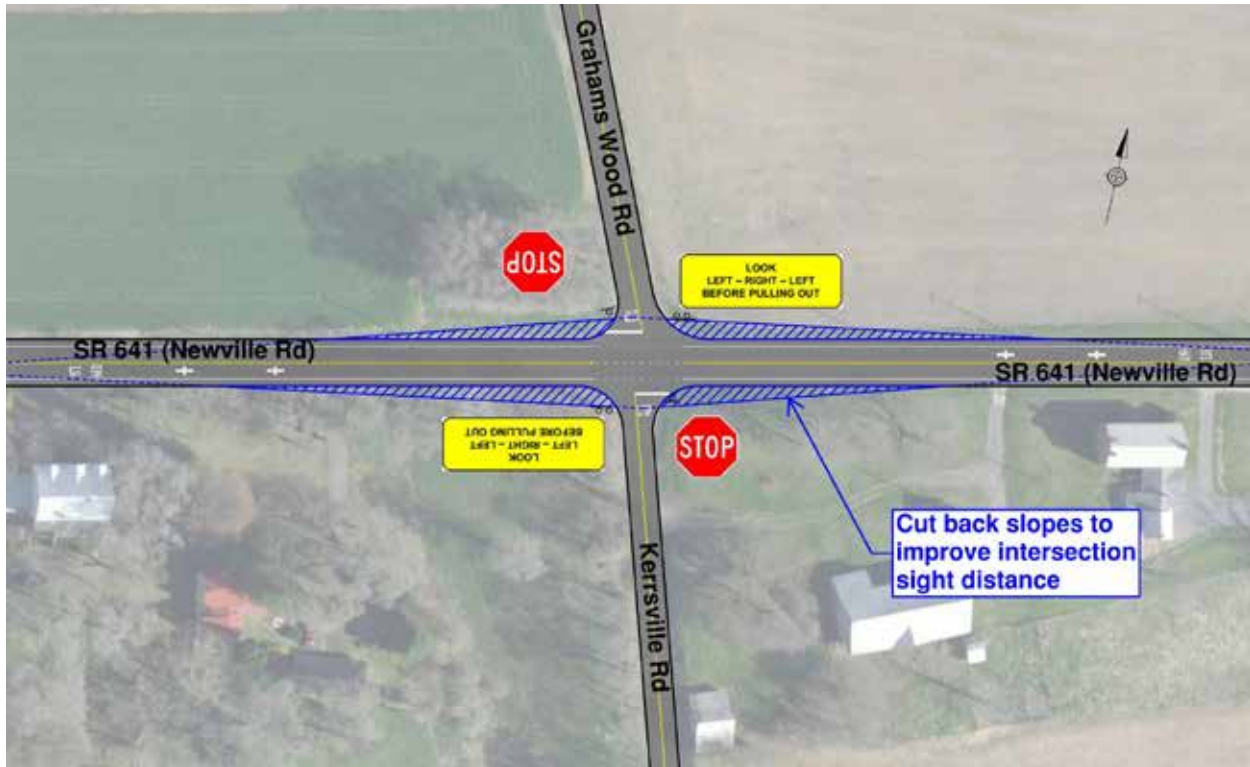 Grahams Wood Rd
STOP
LOOK
LEFT – RIGHT – LEFT
BEFORE PULLING OUT
SR 641 (Newville Rd)
SR 641 (Newville Rd)
LOOK
LEFT – RIGHT – LEFT
BEFORE PULLING OUT
STOP
Cut back slopes to
improve intersection
sight distance
Kerrsville Rd